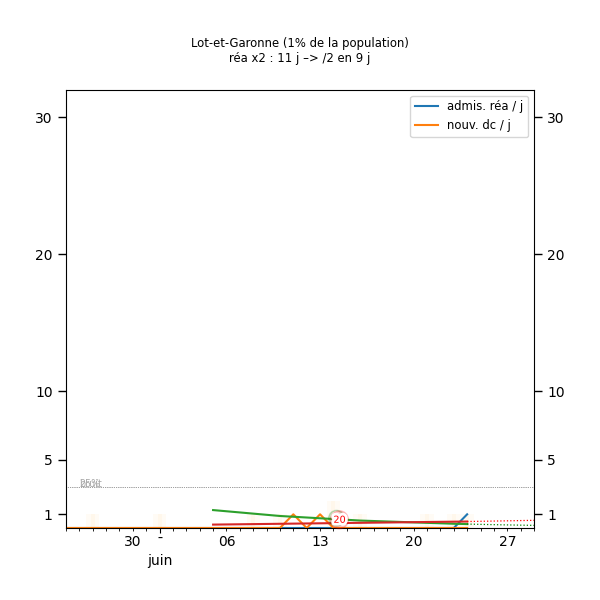 Lot-et-Garonne (1% de la population)
réa x2 : 11 j –> /2 en 9 j
admis. réa / j
nouv. dc / j
30 30
20 20
10 10
5 5
1 1
20
30 - 06 13 20 27
juin